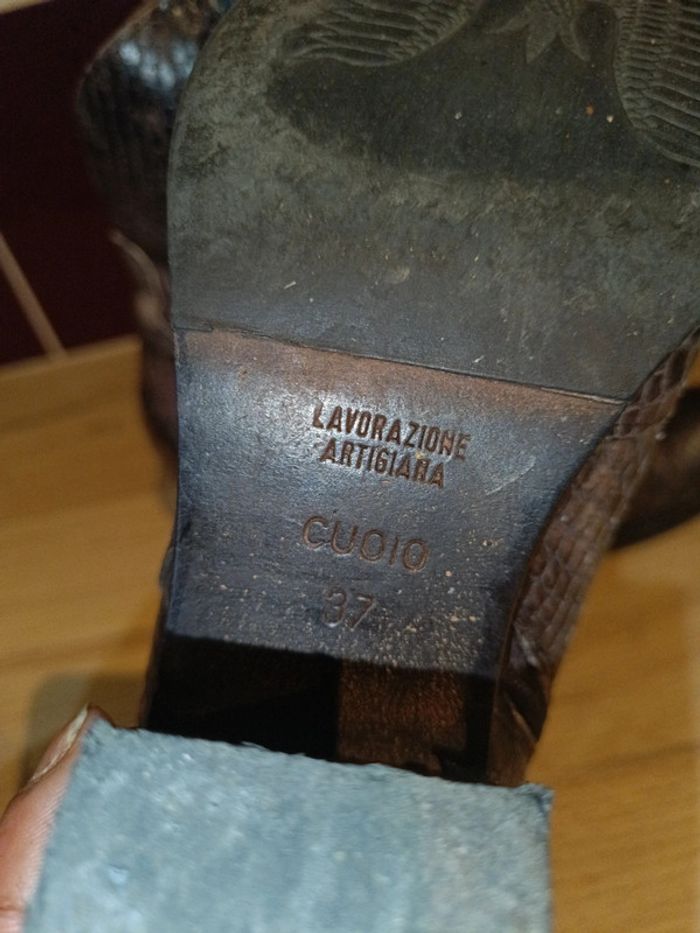 LAVORAZIONE
ARTIGIANA
CUOIO
37